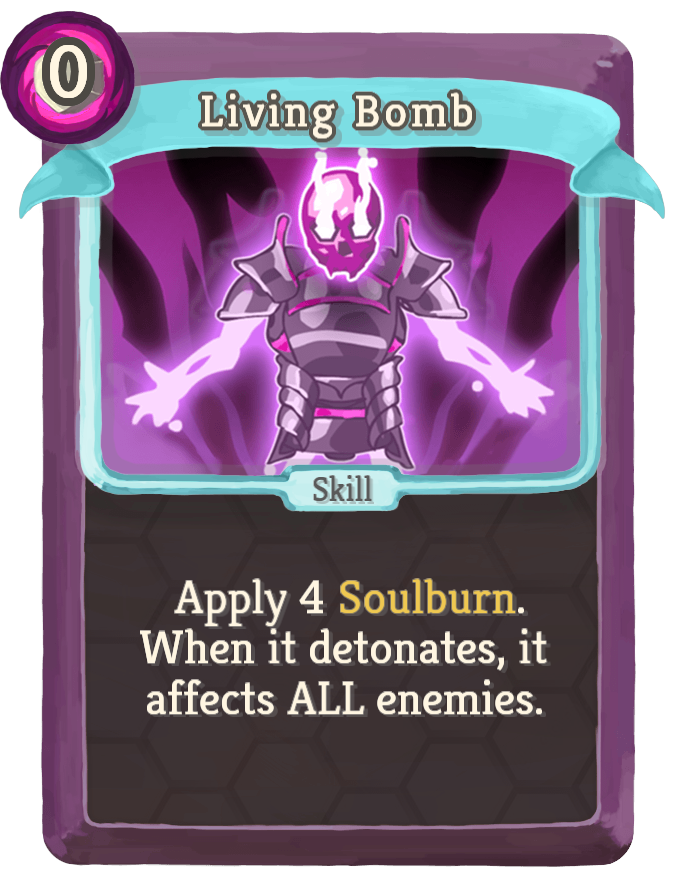 0
Living Bomb
Skill
Apply 4 Soulburn.
When it detonates, it
affects ALL enemies.